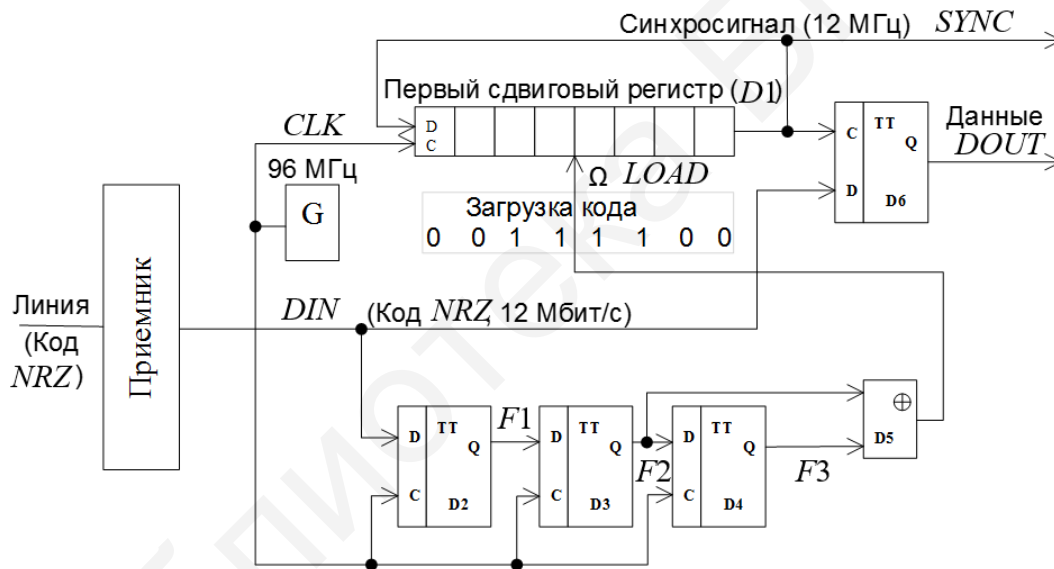 Синхросигнал (12 МГц) SYNC
Первый сдвиговый регистр (D1)
CLK
D
C
96 МГц
G
Ω LOAD
Загрузка кода
0 0 1 1 1 1 0 0
C TT Q
D D6
Данные
DOUT
Приемник
Линия
(Код
NRZ)
DIN (Код NRZ, 12 Мбит/с)
D TT Q
C D2
F1
D TT Q
C D3
F2
D TT Q
C D4
F3
⊕
D5
блиотека Б